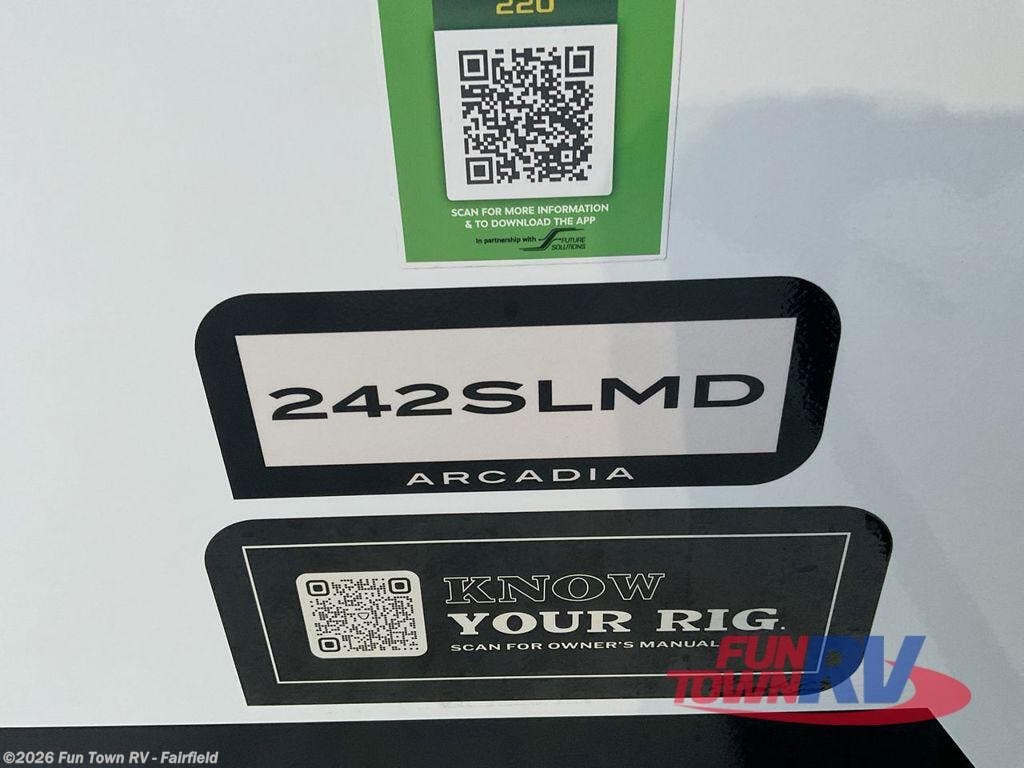 220
SCAN FOR MORE INFORMATION
& TO DOWNLOAD THE APP
In partnership with FUTURE
SOLUTIONS
242SLMD
ARCADIA
KNOW
YOUR RIG.
SCAN FOR OWNER'S MANUAL
FUN
TOWN RV
©2026 Fun Town RV - Fairfield